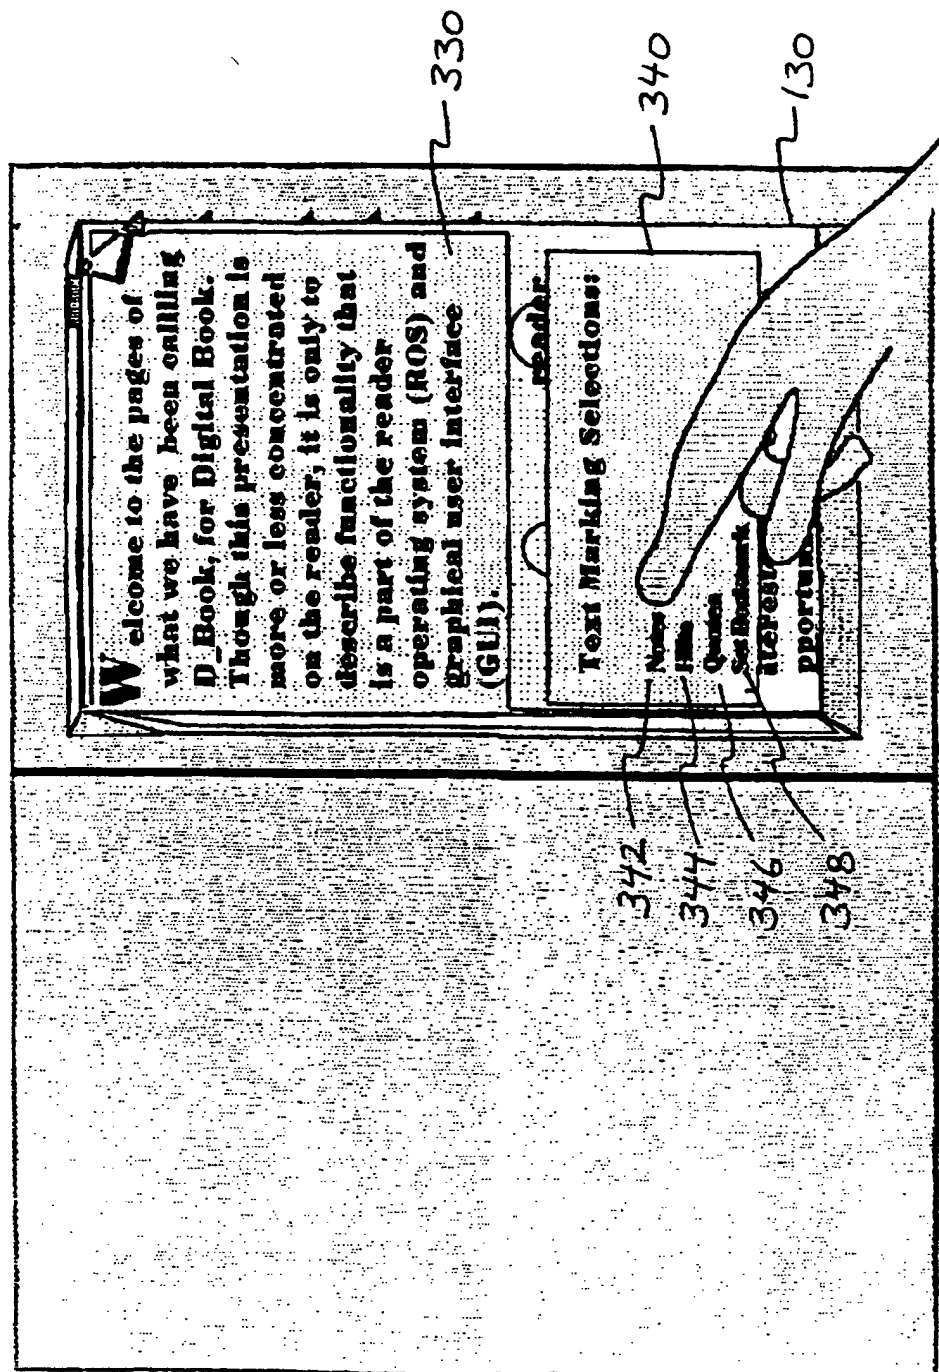 Welcome to the pages of
what we have been callling
D_Book, for Digital Book.
Though this presentation is
more or less concentrated
on the reader, it is only to
describe functionality that
is a part of the reader
operating system (ROS) and
graphical user interface
(GUI).
reader
Text Marking Selections:
Notes
Quotes
Set Bookmark
pportun
330
340
130
342
344
346
348